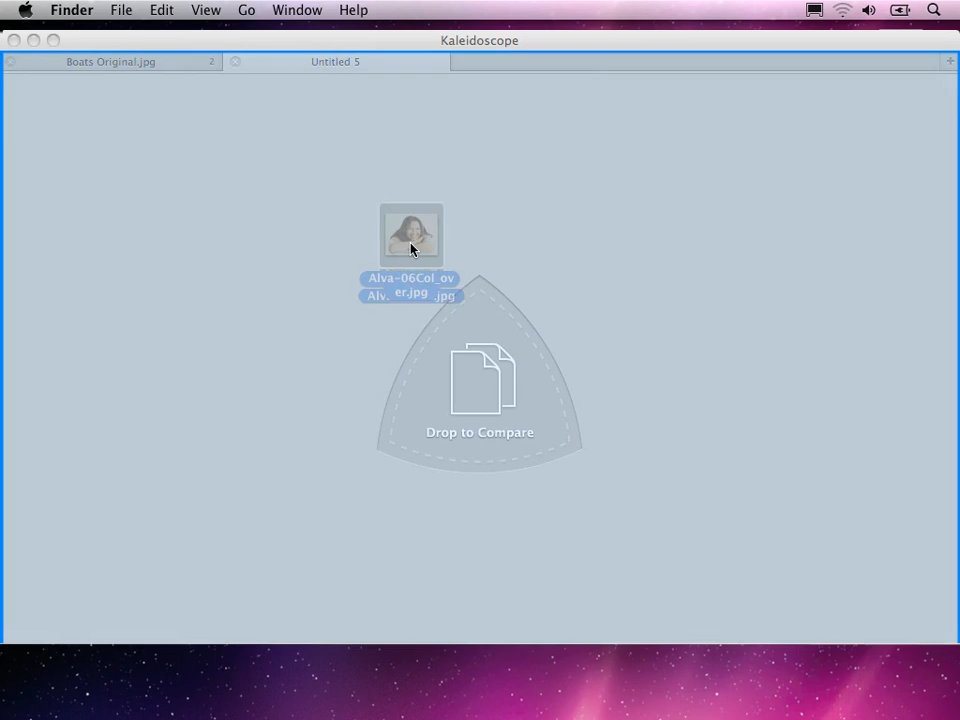 Finder File Edit View Go Window Help
Kaleidoscope
Boats Original.jpg 2 Untitled 5
Alva-06Col_ov
er.jpg
.jpg
Drop to Compare